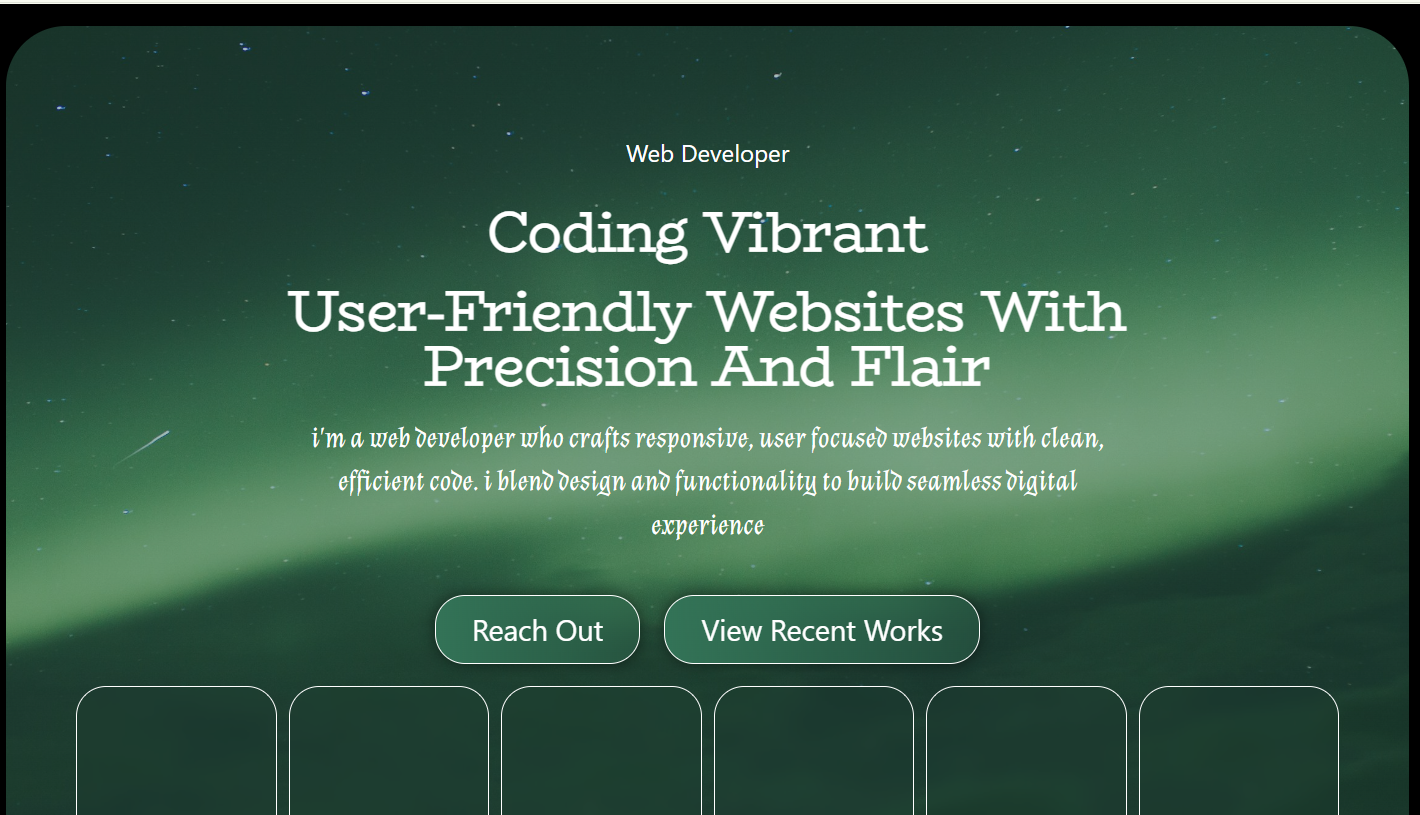 Web Developer
Coding Vibrant
User-Friendly Websites With
Precision And Flair
i'm a web developer who crafts responsive, user focused websites with clean,
efficient code. i blend design and functionality to build seamless digital
experience
Reach Out
View Recent Works